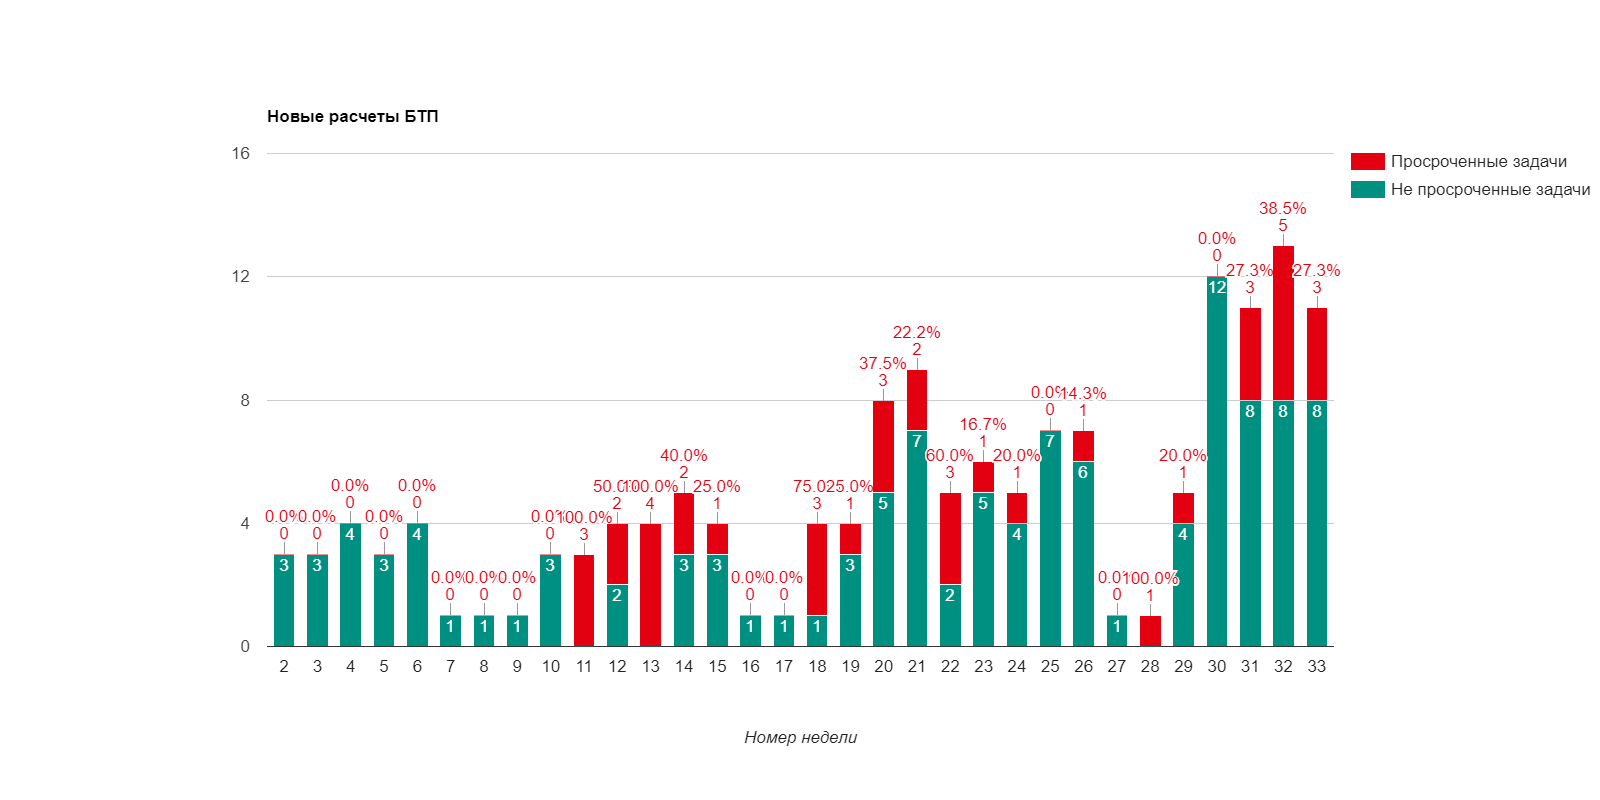 Новые расчеты БТП
16
12
8
4
0
Просроченные задачи
Не просроченные задачи
0.0% 0.0% 0.0% 0.0% 0.0% 0.0% 0.0% 0.0% 0.0% 100.0% 50.0% 100.0% 40.0% 25.0% 0.0% 0.0% 75.0% 25.0% 37.5% 22.2% 60.0% 16.7% 20.0% 0.0% 14.3% 0.0% 100.0% 20.0% 0.0% 27.3% 38.5% 27.3%
0 0 0 0 0 0 0 0 0 3 2 4 2 1 0 0 3 1 3 2 3 1 1 0 1 0 1 1 0 3 5 3
3 3 4 3 4 1 1 1 3 2 3 3 1 1 1 3 5 7 2 5 4 7 6 1 4 12 8 8 8
2 3 4 5 6 7 8 9 10 11 12 13 14 15 16 17 18 19 20 21 22 23 24 25 26 27 28 29 30 31 32 33
Номер недели